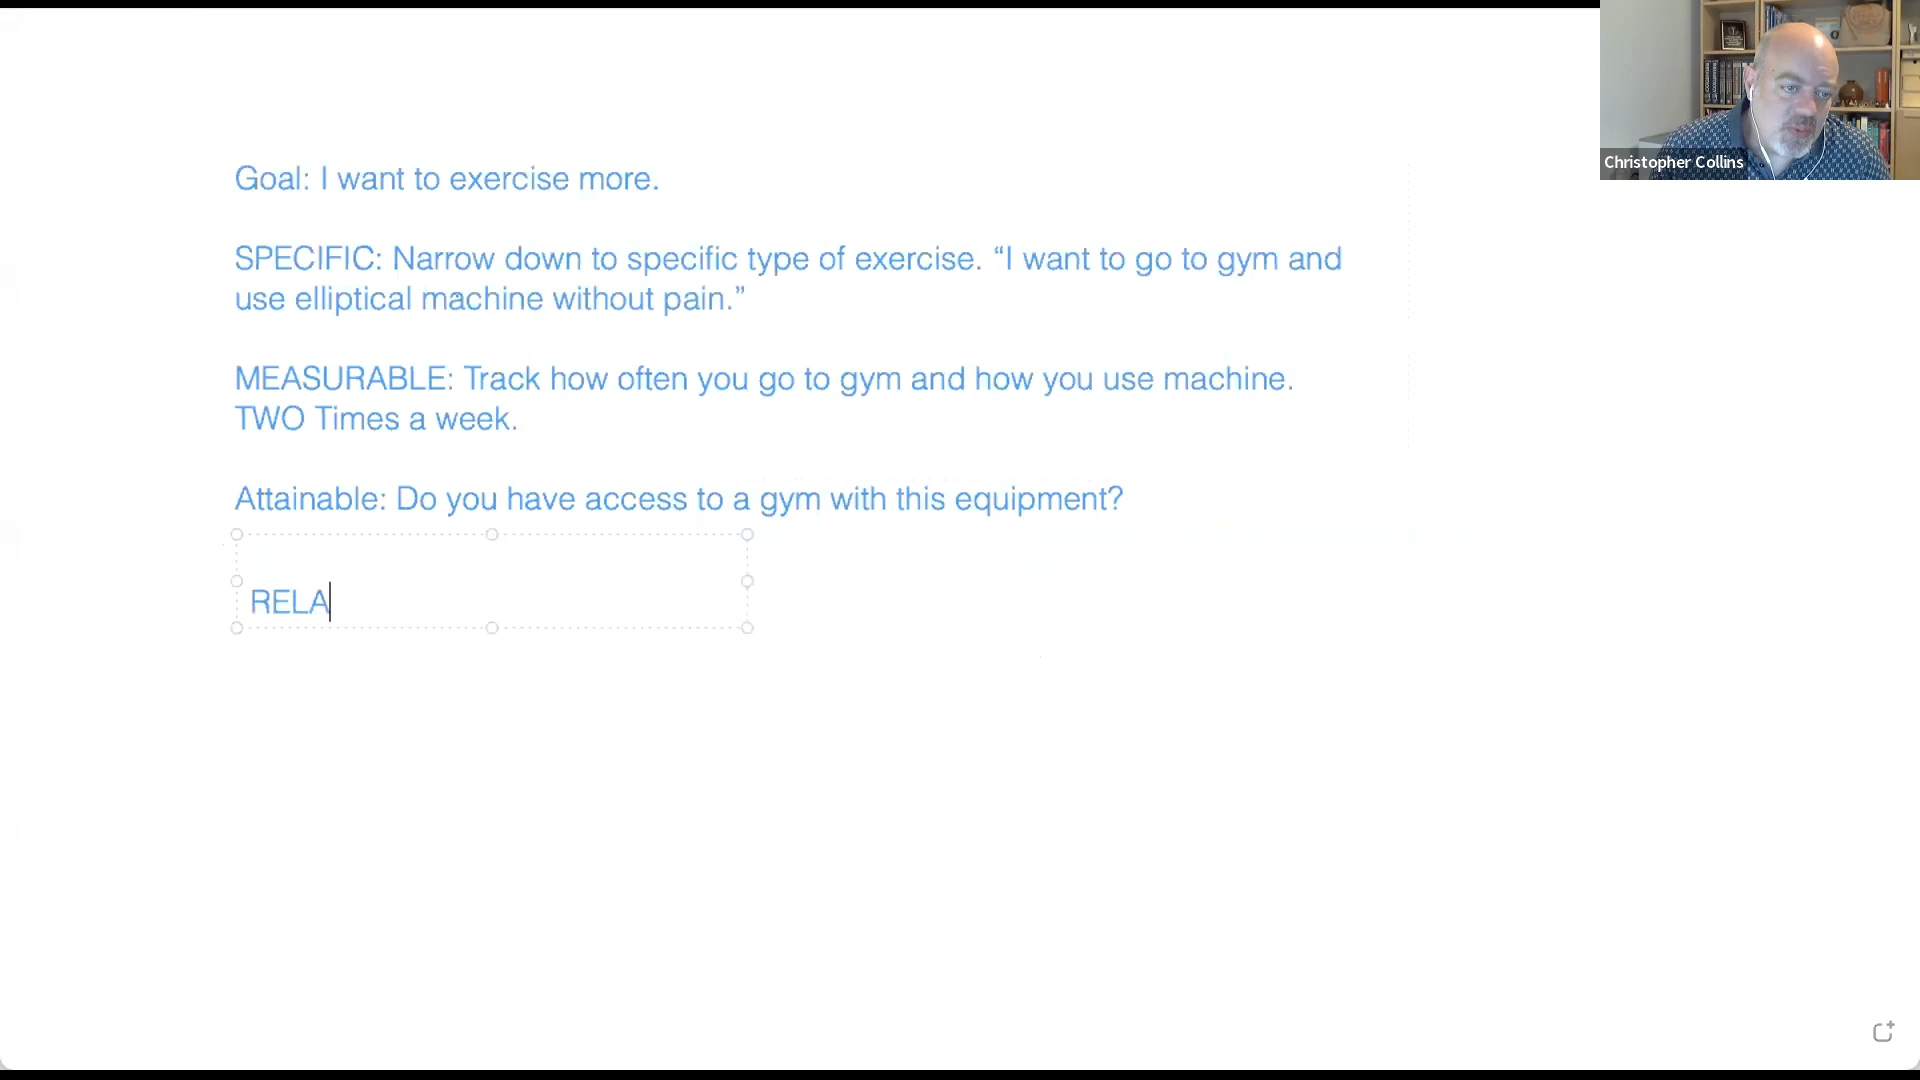 Goal: I want to exercise more.
SPECIFIC: Narrow down to specific type of exercise. “I want to go to gym and
use elliptical machine without pain.”
MEASURABLE: Track how often you go to gym and how you use machine.
TWO Times a week.
Attainable: Do you have access to a gym with this equipment?
RELA
Christopher Collins